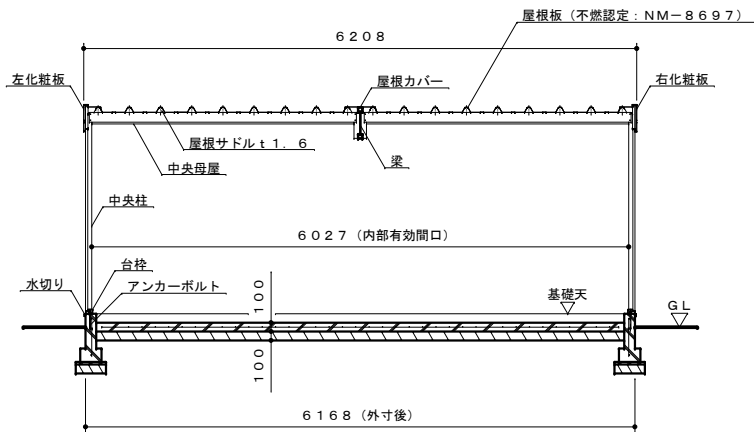 屋根板（不燃認定：ＮＭ－８６９７）
６２０８
左化粧板
屋根カバー
右化粧板
屋根サドルｔ１．６
中央母屋
梁
中央柱
６０２７（内部有効間口）
台枠
水切り
アンカーボルト
１００
基礎天
ＧＬ
１００
６１６８（外寸後）